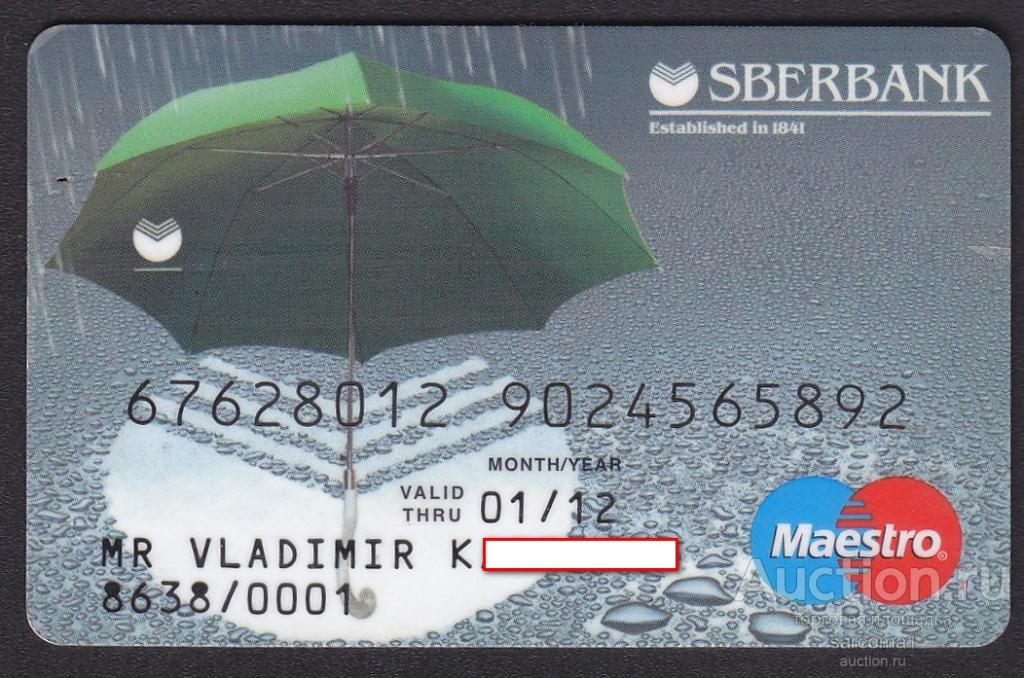 SBERBANK
Established in 1841
67628012 9024565892
MONTH/YEAR
VALID THRU 01/12
MR VLADIMIR K
8638/0001
Maestro®
Auction.ru
торговая площадка
sarcomail
auction.ru